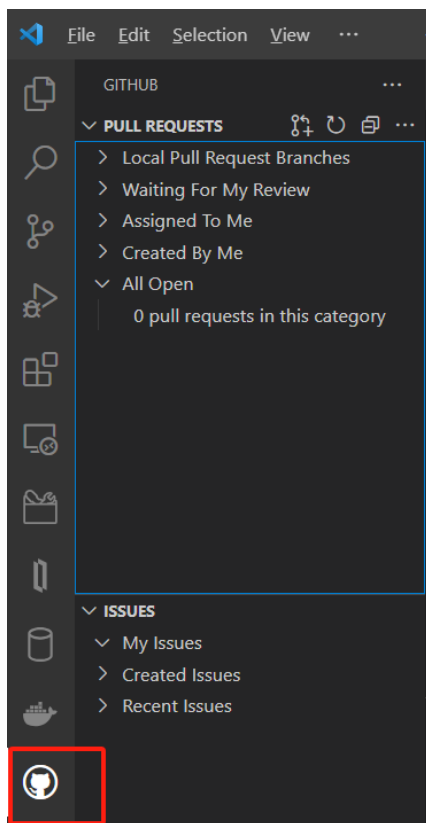 File Edit Selection View ...
GITHUB ...
PULL REQUESTS ...
Local Pull Request Branches
Waiting For My Review
Assigned To Me
Created By Me
All Open
0 pull requests in this category
ISSUES
My Issues
Created Issues
Recent Issues